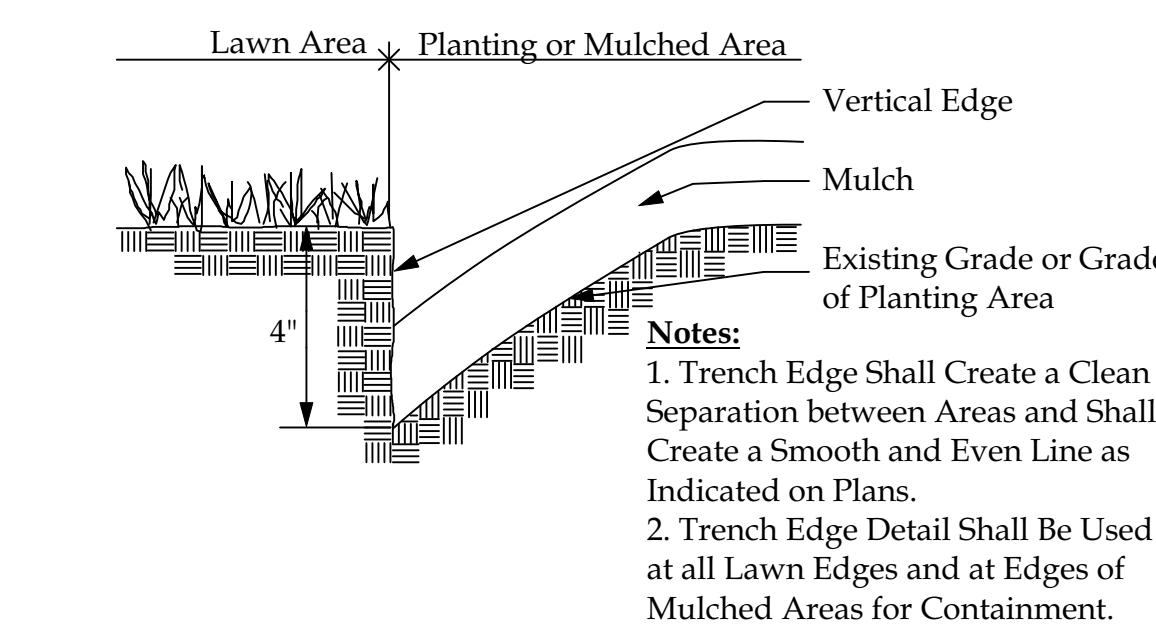 Lawn Area
Planting or Mulched Area
Vertical Edge
Mulch
Existing Grade or Grade
of Planting Area
4"
Notes:
1. Trench Edge Shall Create a Clean
Separation between Areas and Shall
Create a Smooth and Even Line as
Indicated on Plans.
2. Trench Edge Detail Shall Be Used
at all Lawn Edges and at Edges of
Mulched Areas for Containment.